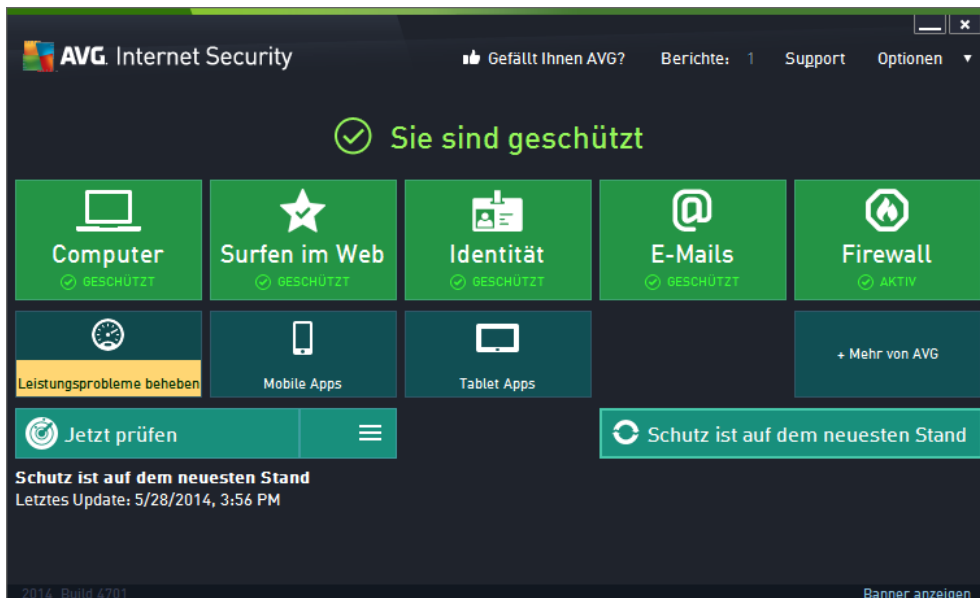 AVG. Internet Security
Gefällt Ihnen AVG? Berichte: 1 Support Optionen
Sie sind geschützt
Computer
GESCHÜTZT
Surfen im Web
GESCHÜTZT
Identität
GESCHÜTZT
E-Mails
GESCHÜTZT
Firewall
AKTIV
Leistungsprobleme beheben
Mobile Apps
Tablet Apps
+ Mehr von AVG
Jetzt prüfen
Schutz ist auf dem neuesten Stand
Schutz ist auf dem neuesten Stand
Letztes Update: 5/28/2014, 3:56 PM
2014 Build 4701
Banner anzeigen